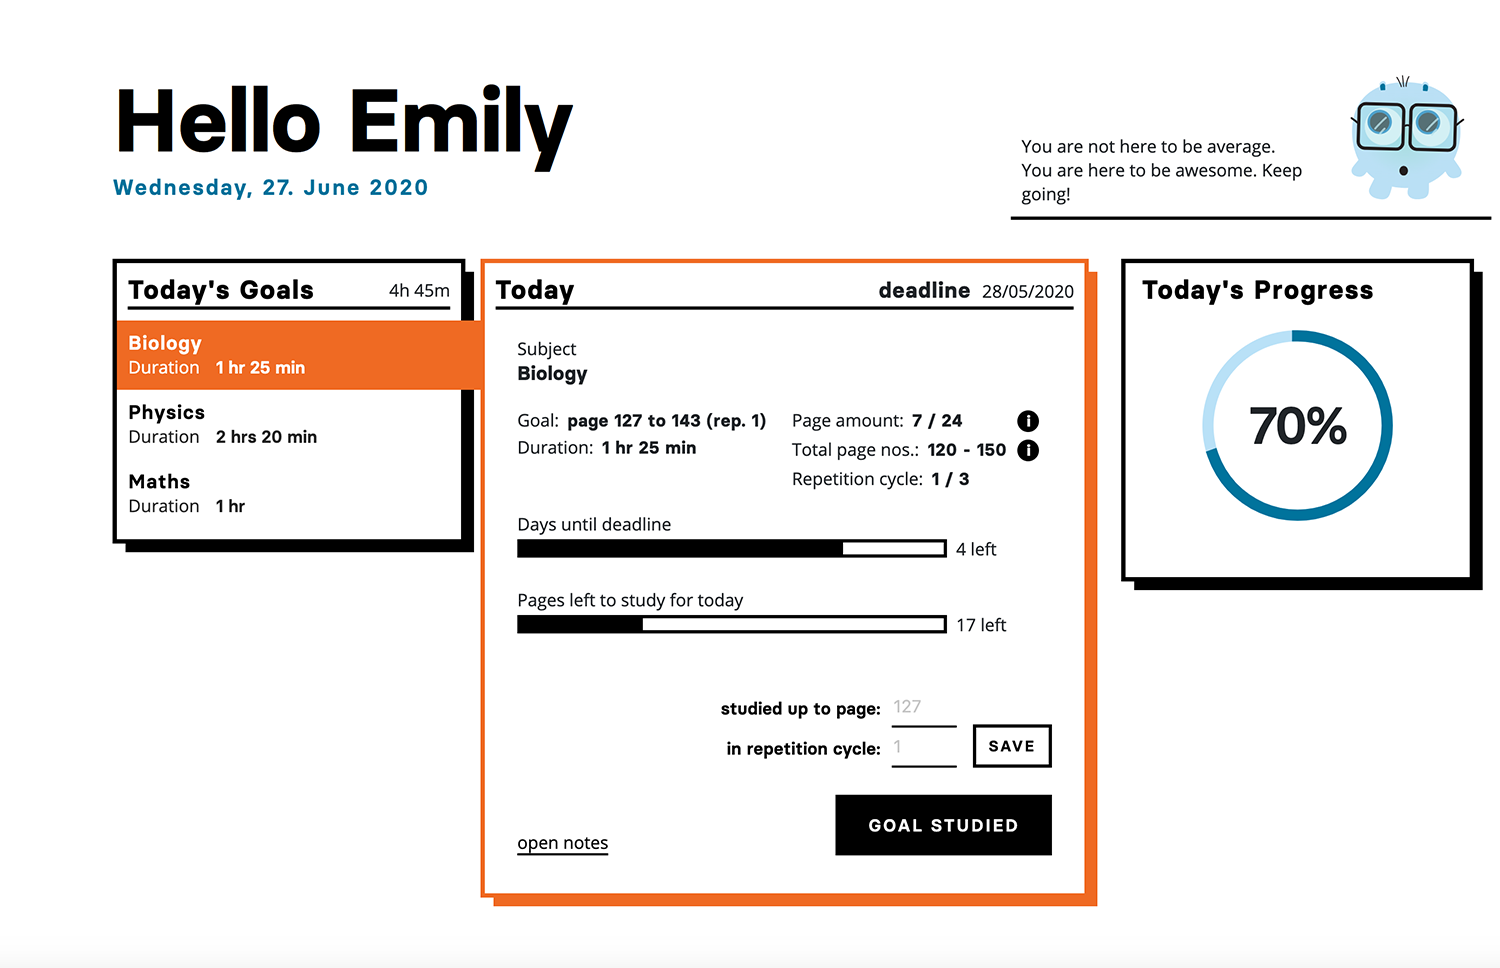 Hello Emily
Wednesday, 27. June 2020
You are not here to be average.
You are here to be awesome. Keep
going!
Today's Goals 4h 45m
Biology
Duration 1 hr 25 min
Physics
Duration 2 hrs 20 min
Maths
Duration 1 hr
Today deadline 28/05/2020
Subject
Biology
Goal: page 127 to 143 (rep. 1)
Duration: 1 hr 25 min
Page amount: 7 / 24 i
Total page nos.: 120 - 150 i
Repetition cycle: 1 / 3
Days until deadline
4 left
Pages left to study for today
17 left
studied up to page: 127
in repetition cycle: 1
SAVE
GOAL STUDIED
open notes
Today's Progress
70%